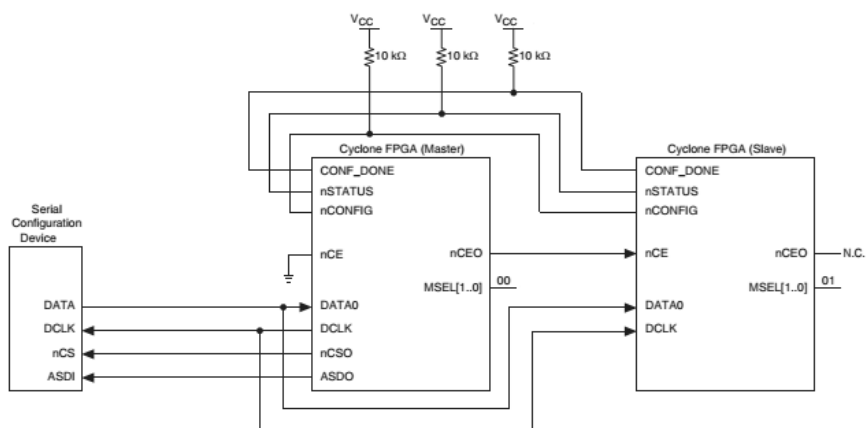 VCC VCC VCC
10 kΩ 10 kΩ 10 kΩ
Cyclone FPGA (Master)
CONF_DONE
nSTATUS
nCONFIG
nCE
nCEO
MSEL[1..0]
00
DATA0
DCLK
nCSO
ASDO
Cyclone FPGA (Slave)
CONF_DONE
nSTATUS
nCONFIG
nCE
nCEO
N.C.
MSEL[1..0]
01
DATA0
DCLK
Serial
Configuration
Device
DATA
DCLK
nCS
ASDI